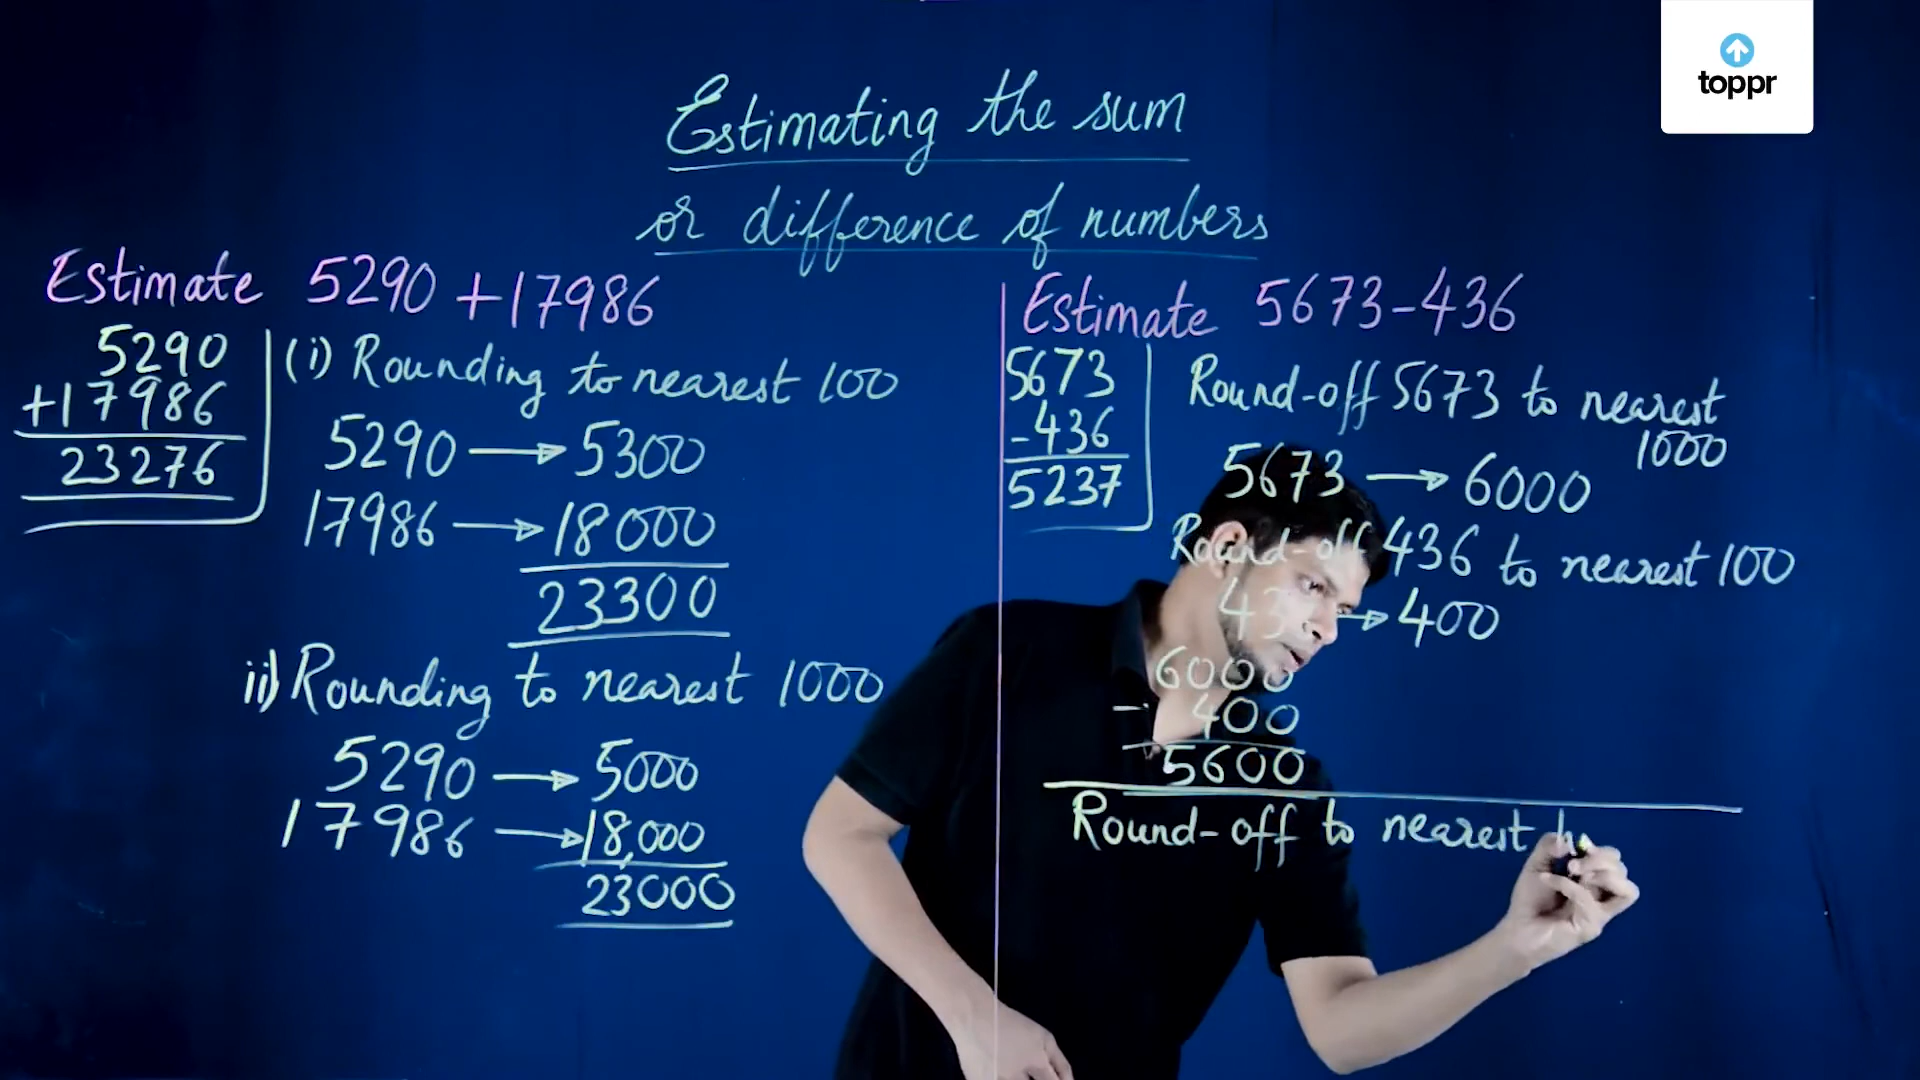 toppr
Estimating the sum
or difference of numbers
Estimate 5290 + 17986
5290
+17986
23276
(i) Rounding to nearest 100
5290 → 5300
17986 → 18000
23300
ii) Rounding to nearest 1000
5290 → 5000
17986 → 18,000
23000
Estimate 5673-436
5673
-436
5237
Round-off 5673 to nearest
1000
5673 → 6000
Round-off 436 to nearest 100
→ 400
6000
- 400
5600
Round-off to nearest